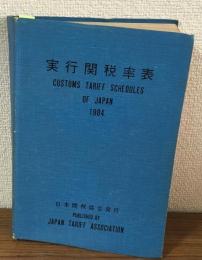 実行関税率表
CUSTOMS TARIFF SCHEDULES
OF JAPAN
1984
日本関税協会発行
PUBLISHED BY
JAPAN TARIFF ASSOCIATION